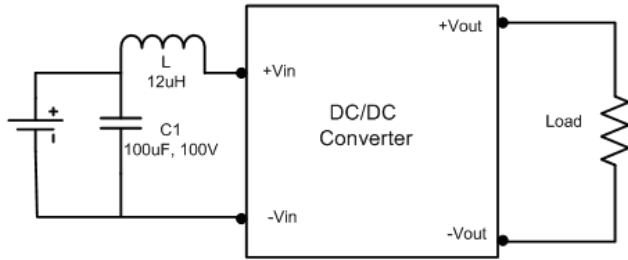 +Vout
L
12uH
+Vin
DC/DC
Converter
Load
+
-
C1
100uF, 100V
-Vin
-Vout